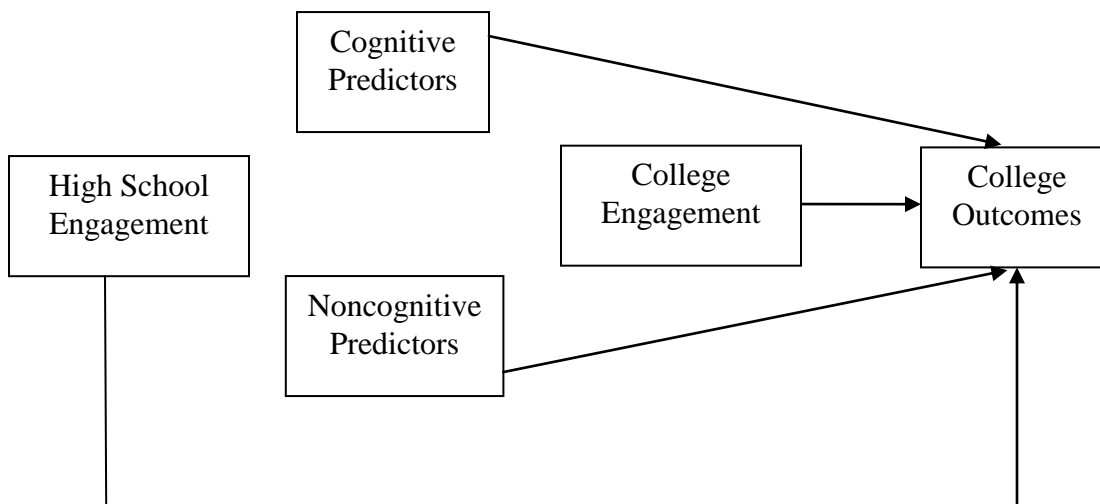 Cognitive
Predictors
High School
Engagement
College
Engagement
College
Outcomes
Noncognitive
Predictors